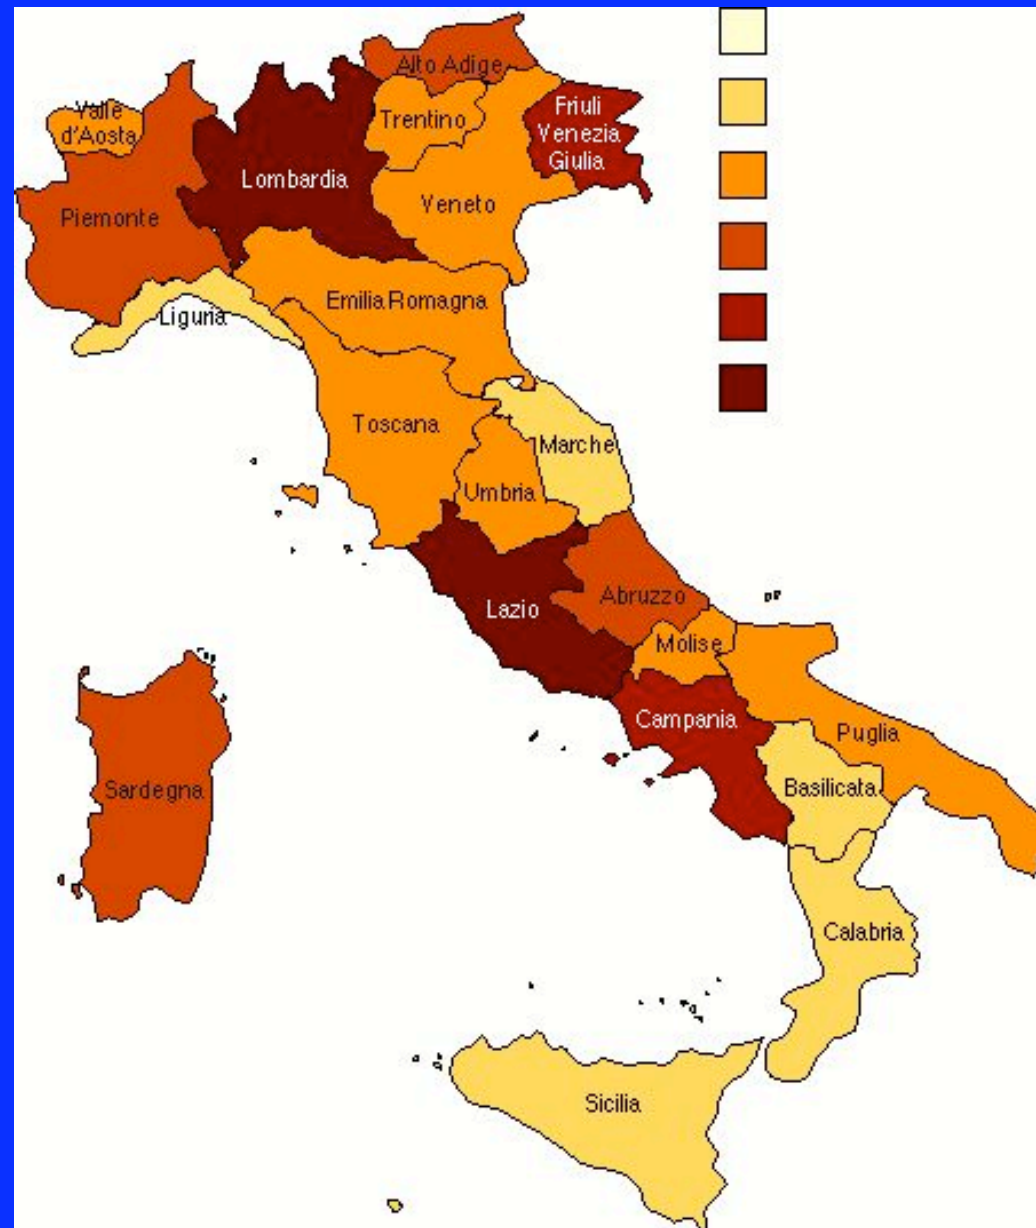 Alto Adige
Valle
d'Aosta
Trentino
Friuli
Venezia
Giulia
Lombardia
Veneto
Piemonte
Emilia Romagna
Liguria
Toscana
Marche
Umbria
Abruzzo
Lazio
Molise
Campania
Puglia
Basilicata
Sardegna
Calabria
Sicilia